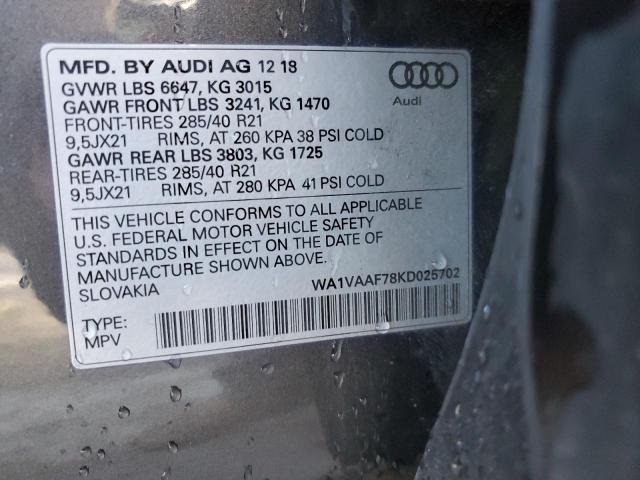 MFD. BY AUDI AG 12 18
GVWR LBS 6647, KG 3015
GAWR FRONT LBS 3241, KG 1470
FRONT-TIRES 285/40 R21
9,5JX21 RIMS, AT 260 KPA 38 PSI COLD
GAWR REAR LBS 3803, KG 1725
REAR-TIRES 285/40 R21
9,5JX21 RIMS, AT 280 KPA 41 PSI COLD
Audi
THIS VEHICLE CONFORMS TO ALL APPLICABLE
U.S. FEDERAL MOTOR VEHICLE SAFETY
STANDARDS IN EFFECT ON THE DATE OF
MANUFACTURE SHOWN ABOVE.
SLOVAKIA
WA1VAAF78KD025702
TYPE:
MPV